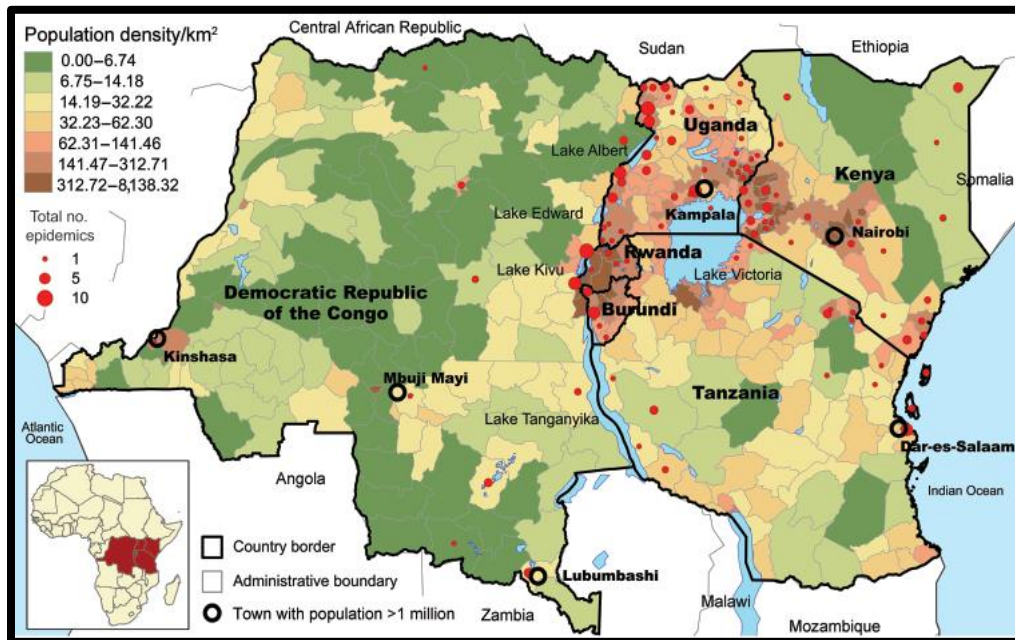 Central African Republic
Sudan
Ethiopia
Population density/km²
0.00–6.74
6.75–14.18
14.19–32.22
32.23–62.30
62.31–141.46
141.47–312.71
312.72–8,138.32
Total no.
epidemics
1
5
10
Uganda
Lake Albert
Kenya
Somalia
Lake Edward
Kampala
Nairobi
Lake Kivu
Rwanda
Lake Victoria
Democratic Republic
of the Congo
Burundi
Kinshasa
Mbuji Mayi
Tanzania
Lake Tanganyika
Atlantic
Ocean
Dar-es-Salaam
Angola
Indian Ocean
Country border
Administrative boundary
Town with population >1 million
Lubumbashi
Zambia
Malawi
Mozambique